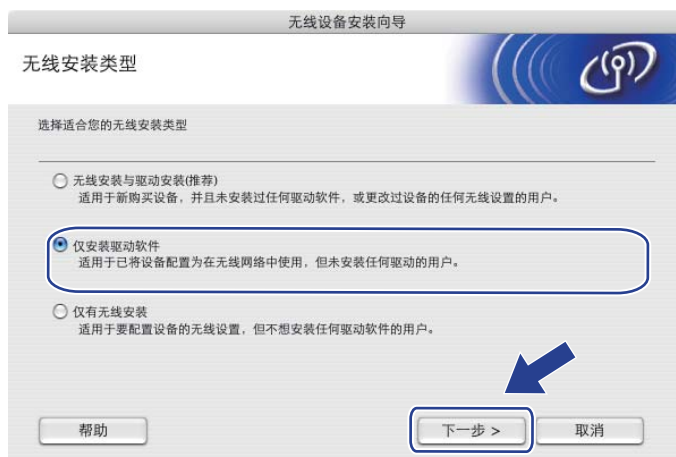 无线设备安装向导
无线安装类型
选择适合您的无线安装类型
无线安装与驱动安装(推荐)
适用于新购买设备，并且未安装过任何驱动软件，或更改过设备的任何无线设置的用户。
仅安装驱动软件
适用于已将设备配置为在无线网络中使用，但未安装任何驱动的用户。
仅有无线安装
适用于要配置设备的无线设置，但不想安装任何驱动软件的用户。
帮助
下一步 >
取消